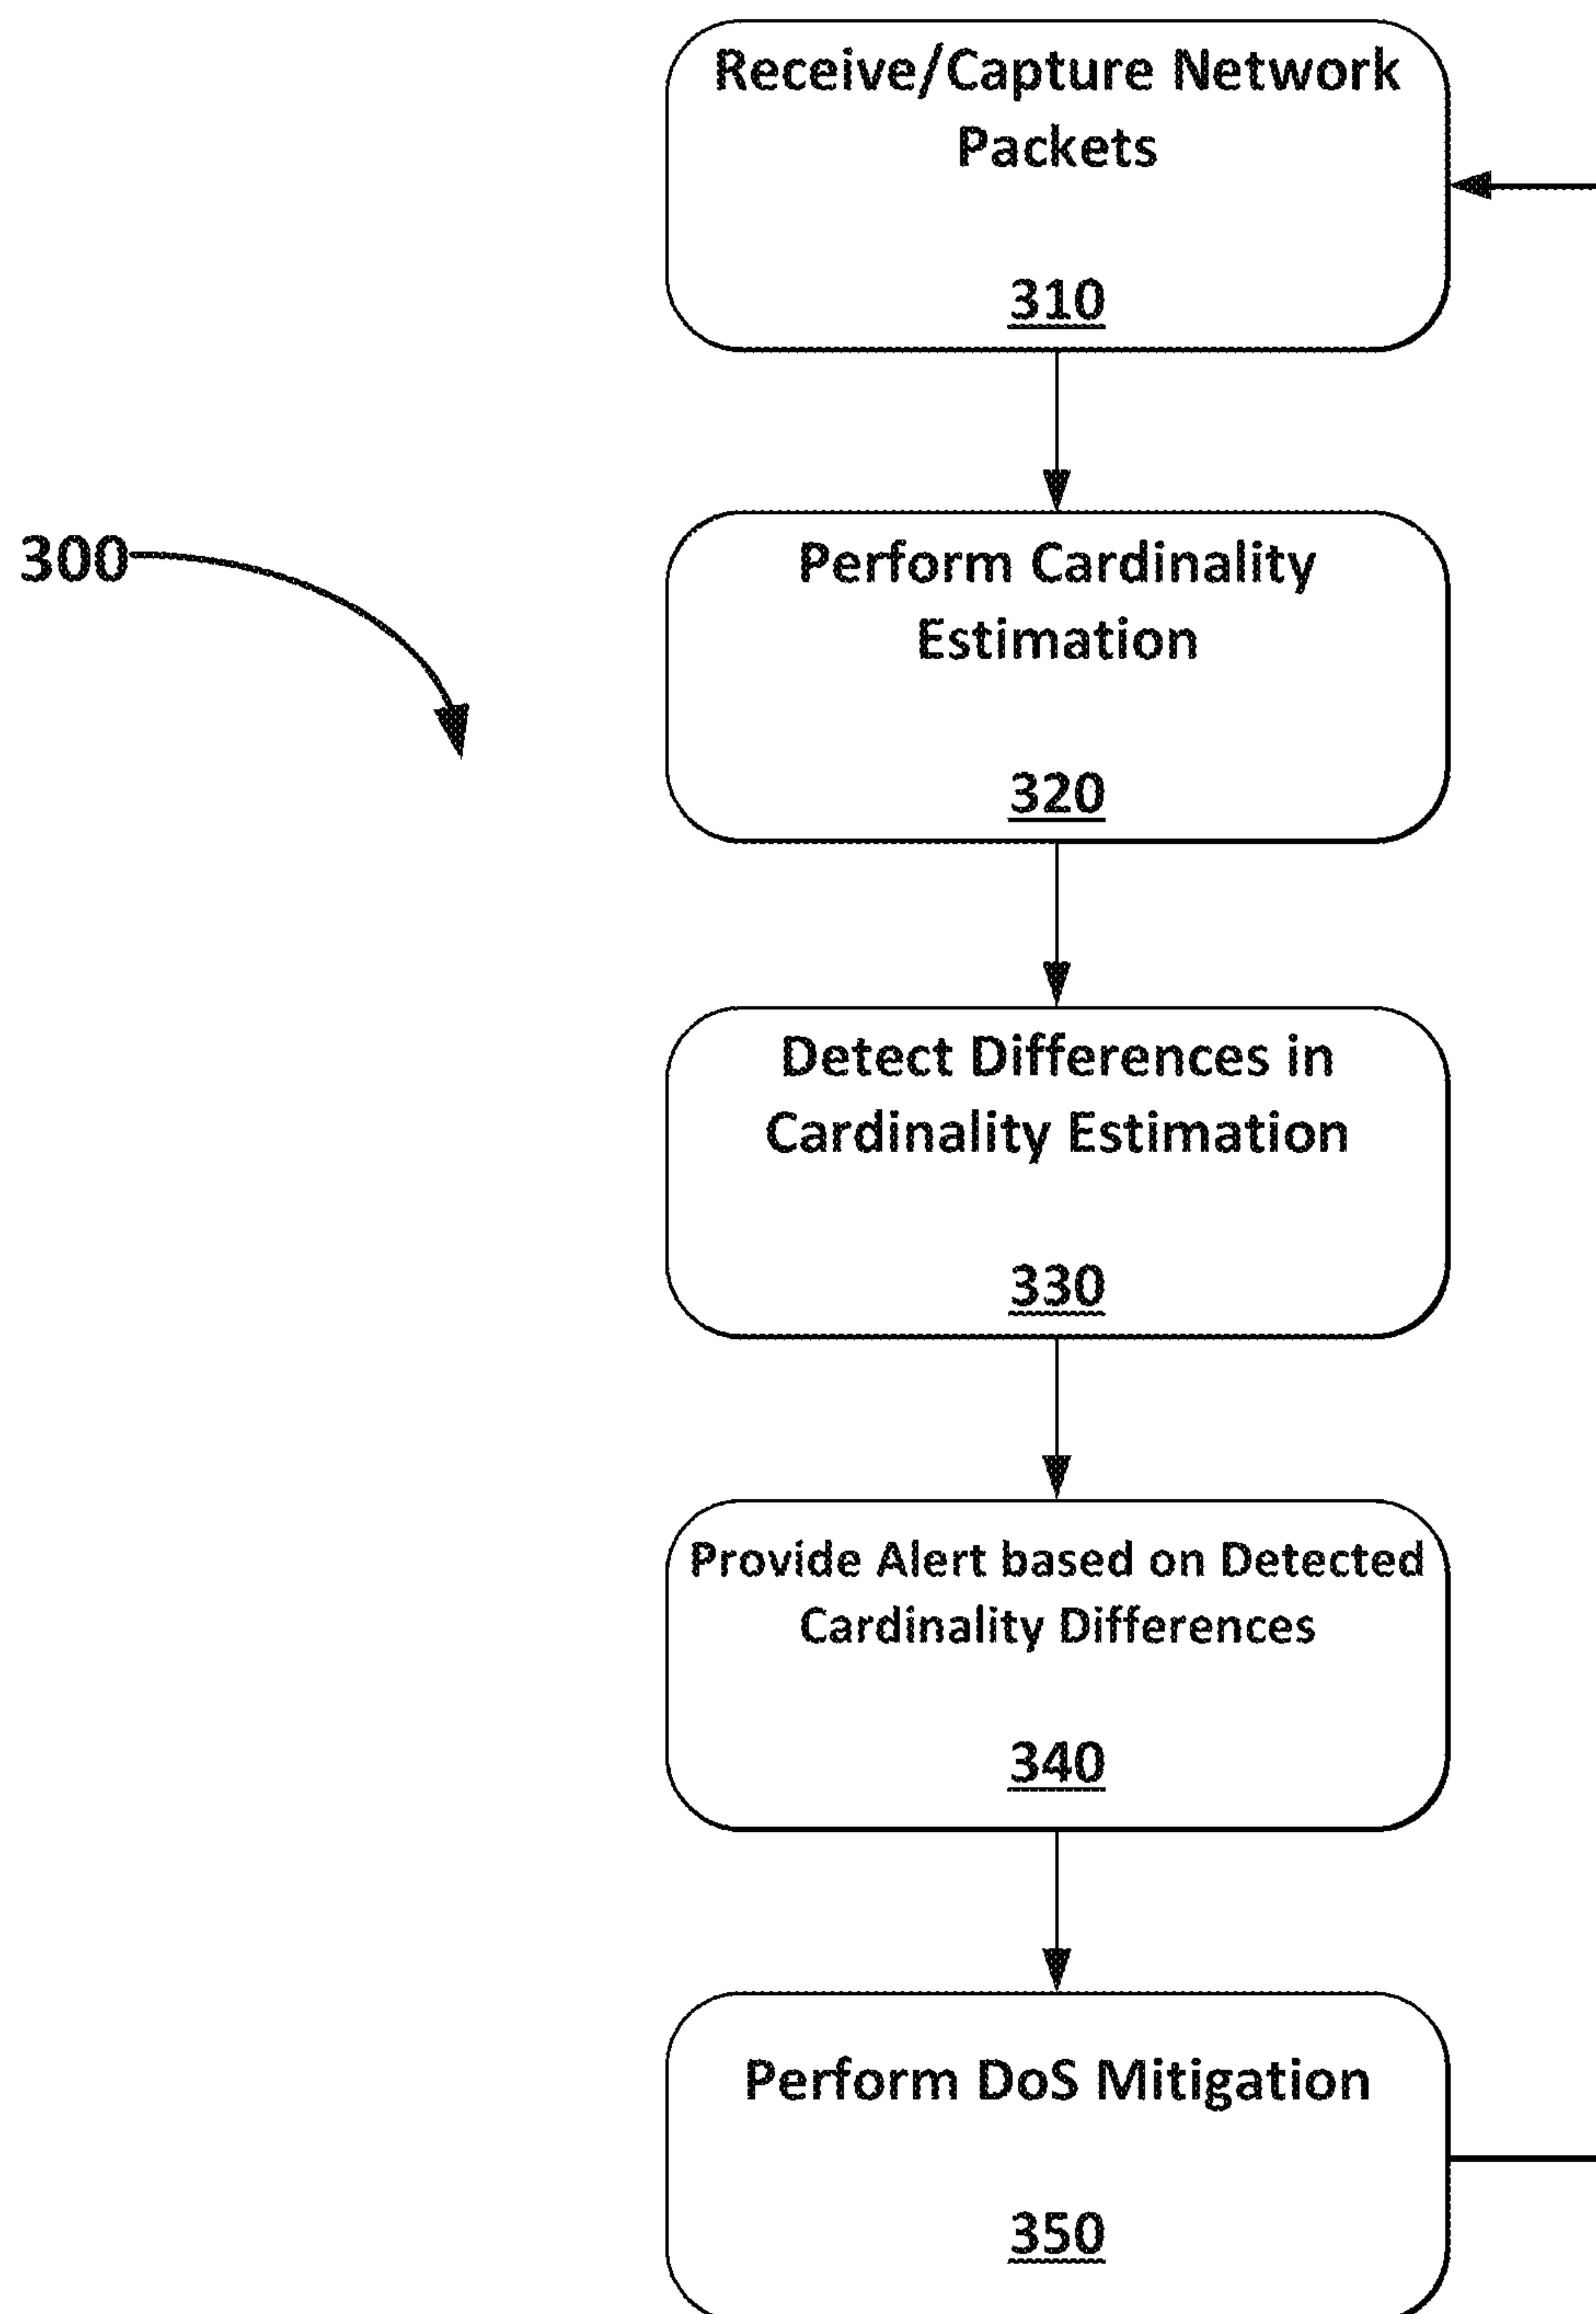 Receive/Capture Network
Packets
310
300
Perform Cardinality
Estimation
320
Detect Differences in
Cardinality Estimation
330
Provide Alert based on Detected
Cardinality Differences
340
Perform DoS Mitigation
350